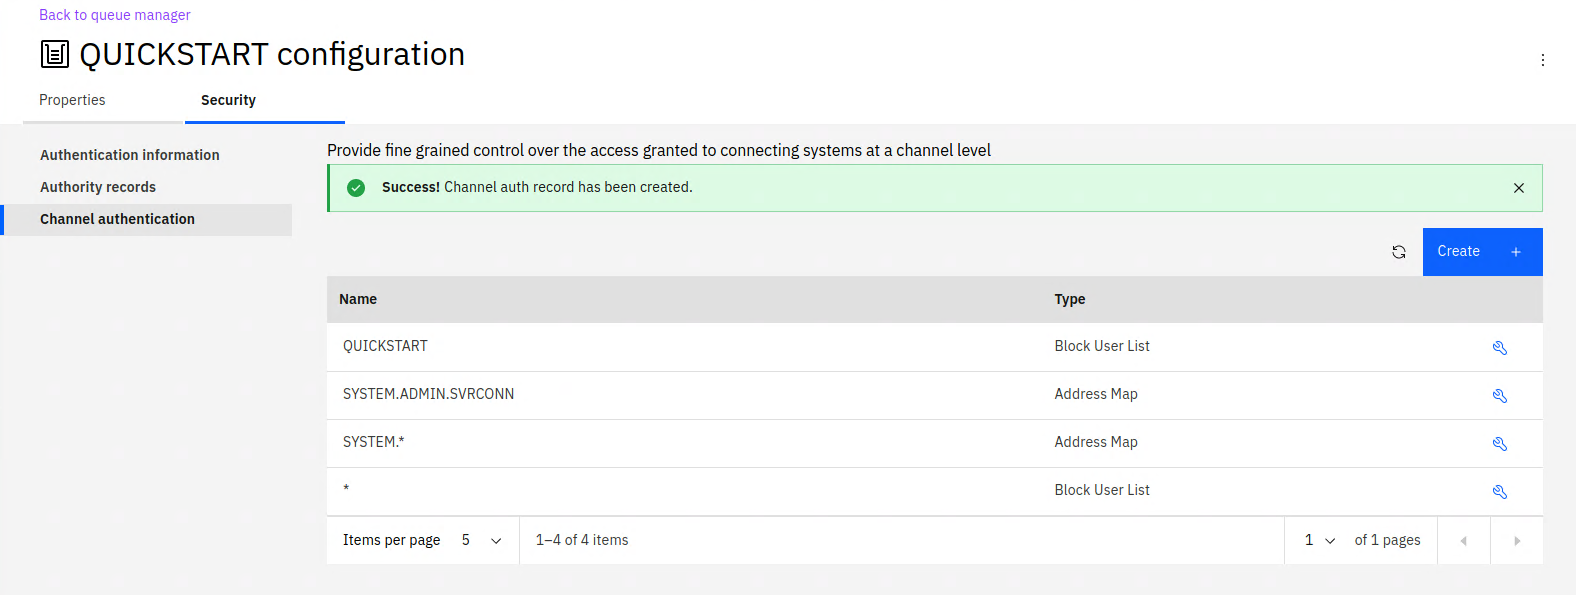 Back to queue manager
QUICKSTART configuration
Properties Security
Authentication information
Authority records
Channel authentication
Provide fine grained control over the access granted to connecting systems at a channel level
Success! Channel auth record has been created.
Create +
Name Type
QUICKSTART Block User List
SYSTEM.ADMIN.SVRCONN Address Map
SYSTEM.* Address Map
* Block User List
Items per page 5 1–4 of 4 items 1 of 1 pages